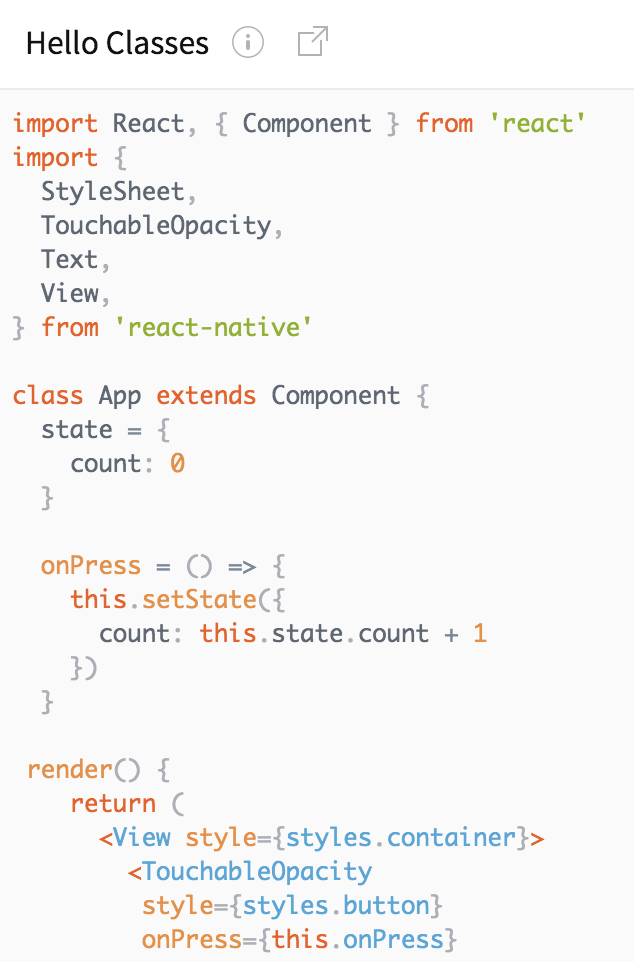 Hello Classes
import React, { Component } from 'react'
import {
  StyleSheet,
  TouchableOpacity,
  Text,
  View,
} from 'react-native'

class App extends Component {
  state = {
    count: 0
  }

  onPress = () => {
    this.setState({
      count: this.state.count + 1
    })
  }

 render() {
    return (
      <View style={styles.container}>
        <TouchableOpacity
         style={styles.button}
         onPress={this.onPress}